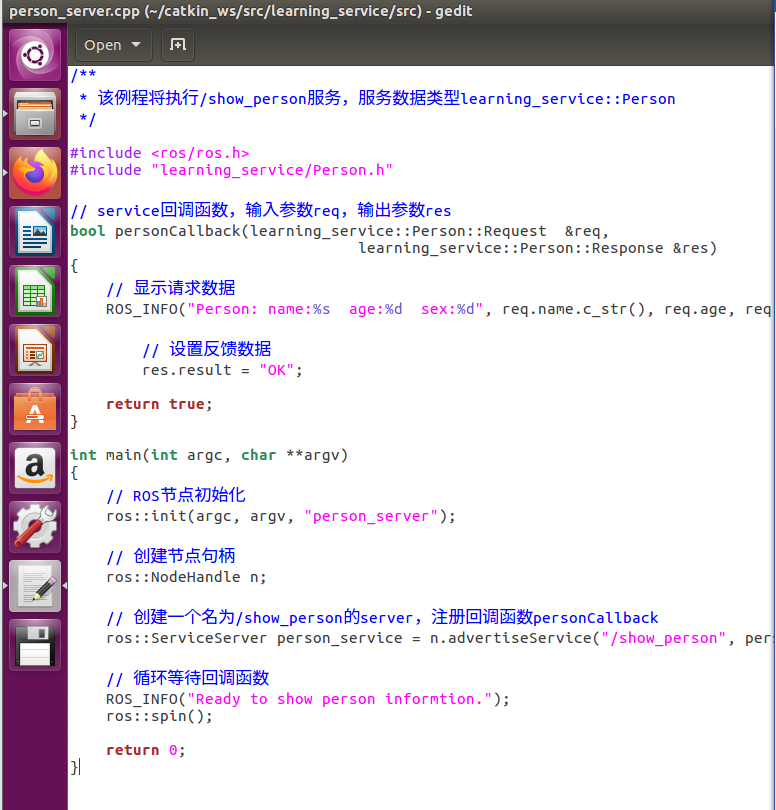 person_server.cpp (~/catkin_ws/src/learning_service/src) - gedit
Open
/**
 * 该例程将执行/show_person服务，服务数据类型learning_service::Person
 */
#include <ros/ros.h>
#include "learning_service/Person.h"
// service回调函数，输入参数req，输出参数res
bool personCallback(learning_service::Person::Request  &req,
learning_service::Person::Response &res)
{
// 显示请求数据
ROS_INFO("Person: name:%s  age:%d  sex:%d", req.name.c_str(), req.age, req
// 设置反馈数据
res.result = "OK";
return true;
}
int main(int argc, char **argv)
{
// ROS节点初始化
ros::init(argc, argv, "person_server");
// 创建节点句柄
ros::NodeHandle n;
// 创建一个名为/show_person的server，注册回调函数personCallback
ros::ServiceServer person_service = n.advertiseService("/show_person", per
// 循环等待回调函数
ROS_INFO("Ready to show person informtion.");
ros::spin();
return 0;
}